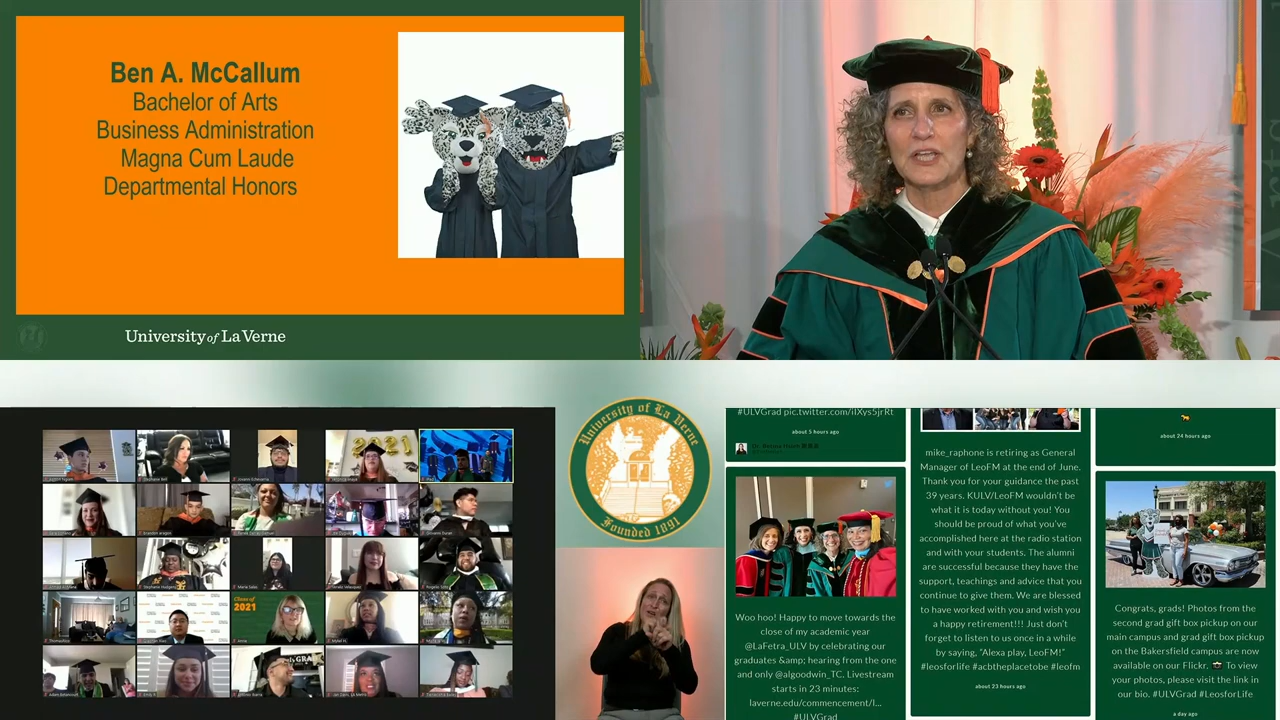 Ben A. McCallum
Bachelor of Arts
Business Administration
Magna Cum Laude
Departmental Honors
University of La Verne
2021
Class of
2021
University of La Verne
Founded 1891
#ULVGrad pic.twitter.com/iIXys5jrRt
about 5 hours ago
Woo hoo! Happy to move towards the
close of my academic year
@LaFetra_ULV by celebrating our
graduates &amp; hearing from the one
and only @algoodwin_TC. Livestream
starts in 23 minutes:
laverne.edu/commencement/l...
#ULVGrad
mike_raphone is retiring as General
Manager of LeoFM at the end of June.
Thank you for your guidance the past
39 years. KULV/LeoFM wouldn't be
what it is today without you! You
should be proud of what you've
accomplished here at the radio station
and with your students. The alumni
are successful because they have the
support, teachings and advice that you
continue to give them. We are blessed
to have worked with you and wish you
a happy retirement!!! Just don't
forget to listen to us once in a while
by saying, "Alexa play, LeoFM!"
#leosforlife #acbtheplacetobe #leofm
about 23 hours ago
about 24 hours ago
Congrats, grads! Photos from the
second grad gift box pickup on our
main campus and grad gift box pickup
on the Bakersfield campus are now
available on our Flickr. 📸 To view
your photos, please visit the link in
our bio. #ULVGrad #LeosforLife
a day ago